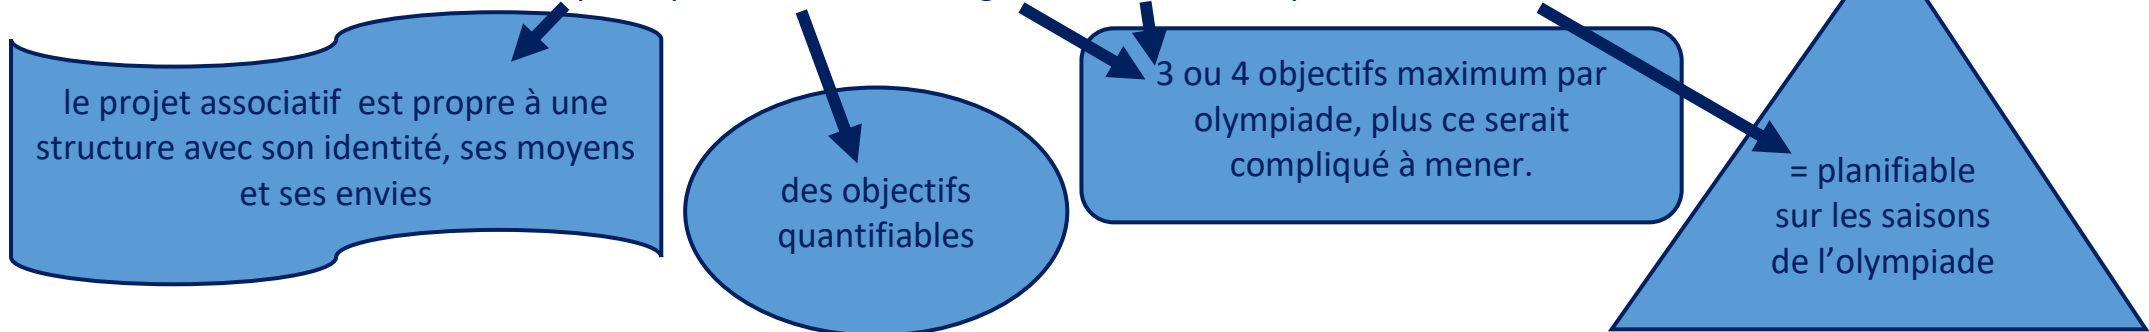 le projet associatif est propre à une
structure avec son identité, ses moyens
et ses envies
des objectifs
quantifiables
3 ou 4 objectifs maximum par
olympiade, plus ce serait
compliqué à mener.
= planifiable
sur les saisons
de l’olympiade